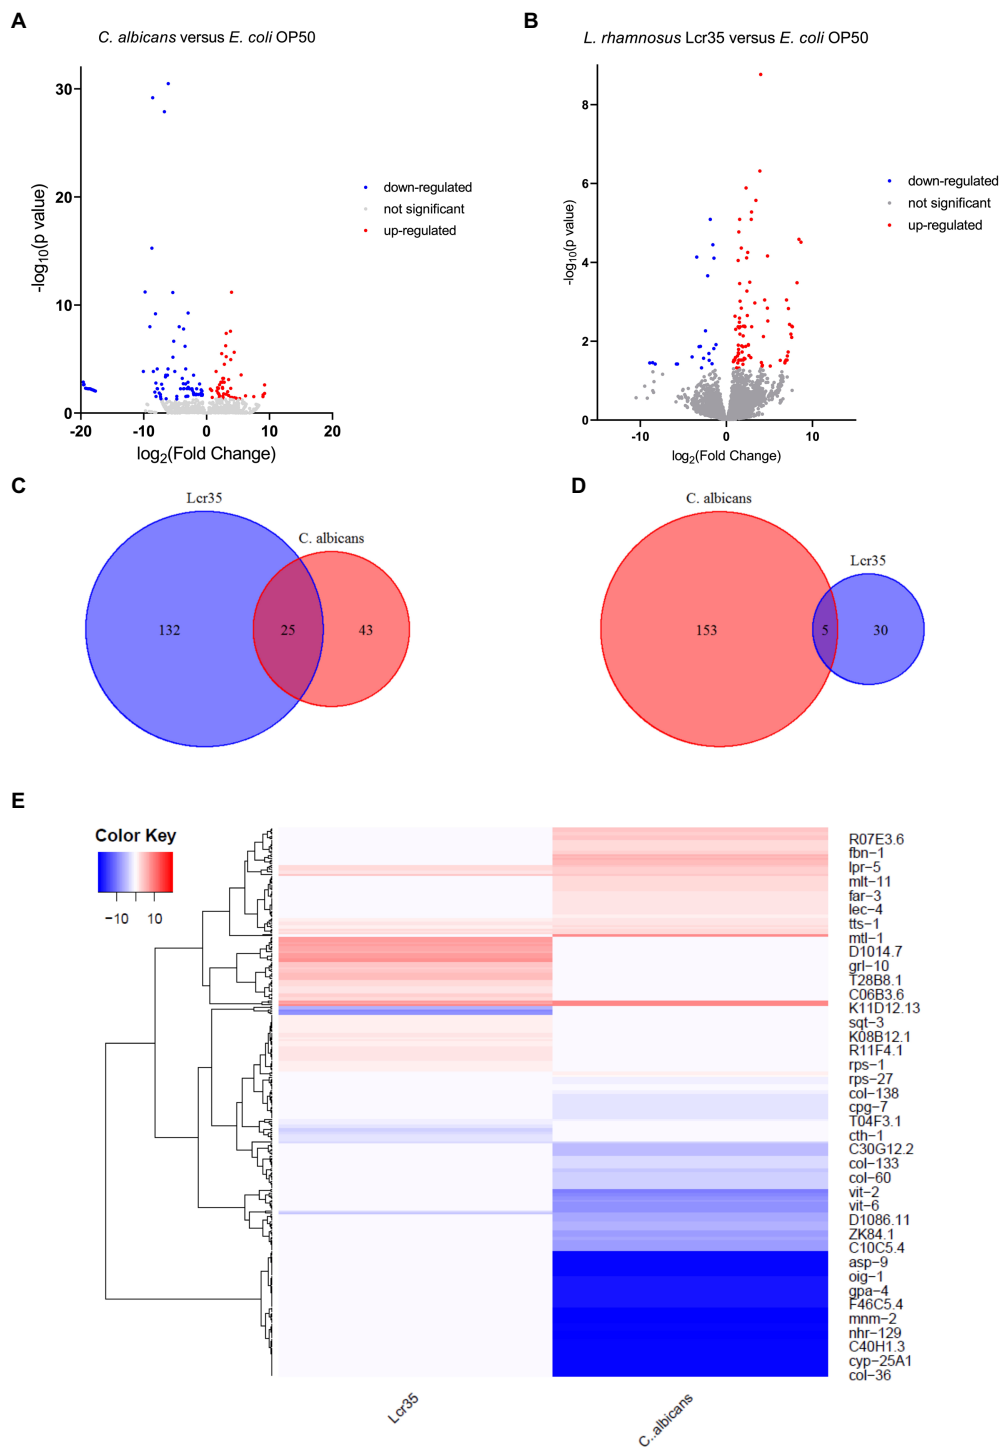 A
C. albicans versus E. coli OP50
30
20
10
0
-log10(p value)
-20
-10
0
10
20
log2(Fold Change)
down-regulated
not significant
up-regulated
B
L. rhamnosus Lcr35 versus E. coli OP50
8
6
4
2
0
-log10(p value)
-10
0
10
log2(Fold Change)
down-regulated
not significant
up-regulated
C
Lcr35
C. albicans
132
25
43
D
C. albicans
Lcr35
153
5
30
E
Color Key
−10
10
R07E3.6
fbn−1
lpr−5
mlt−11
far−3
lec−4
tts−1
mtl−1
D1014.7
grl−10
T28B8.1
C06B3.6
K11D12.13
sqt−3
K08B12.1
R11F4.1
rps−1
rps−27
col−138
cpg−7
T04F3.1
cth−1
C30G12.2
col−133
col−60
vit−2
vit−6
D1086.11
ZK84.1
C10C5.4
asp−9
oig−1
gpa−4
F46C5.4
mnm−2
nhr−129
C40H1.3
cyp−25A1
col−36
Lcr35
C..albicans